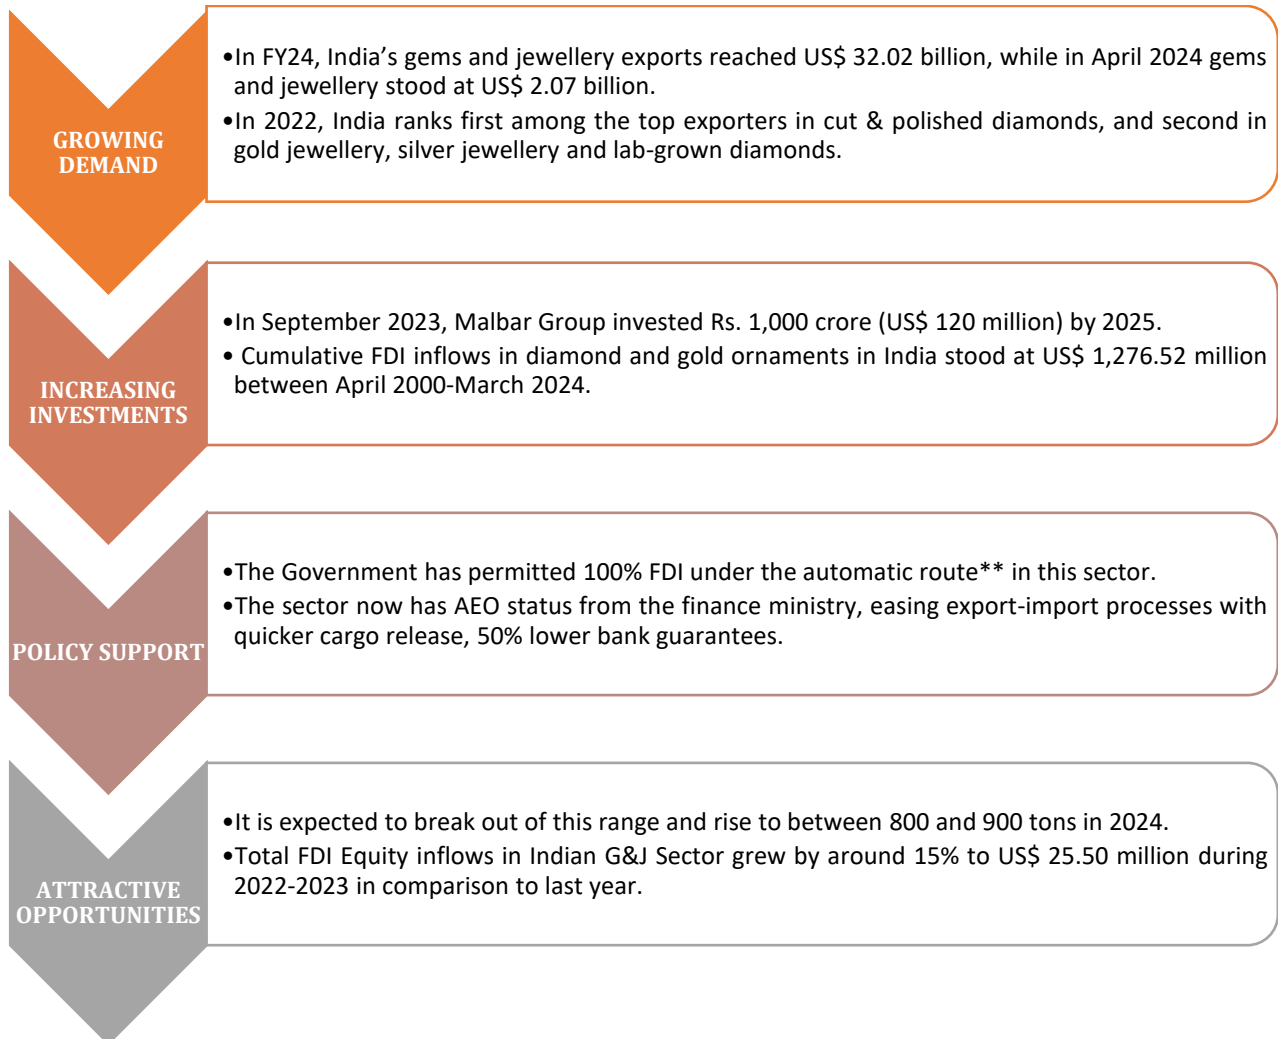 GROWING
DEMAND
•In FY24, India’s gems and jewellery exports reached US$ 32.02 billion, while in April 2024 gems
and jewellery stood at US$ 2.07 billion.
•In 2022, India ranks first among the top exporters in cut & polished diamonds, and second in
gold jewellery, silver jewellery and lab-grown diamonds.
INCREASING
INVESTMENTS
•In September 2023, Malbar Group invested Rs. 1,000 crore (US$ 120 million) by 2025.
• Cumulative FDI inflows in diamond and gold ornaments in India stood at US$ 1,276.52 million
between April 2000-March 2024.
POLICY SUPPORT
•The Government has permitted 100% FDI under the automatic route** in this sector.
•The sector now has AEO status from the finance ministry, easing export-import processes with
quicker cargo release, 50% lower bank guarantees.
ATTRACTIVE
OPPORTUNITIES
•It is expected to break out of this range and rise to between 800 and 900 tons in 2024.
•Total FDI Equity inflows in Indian G&J Sector grew by around 15% to US$ 25.50 million during
2022-2023 in comparison to last year.